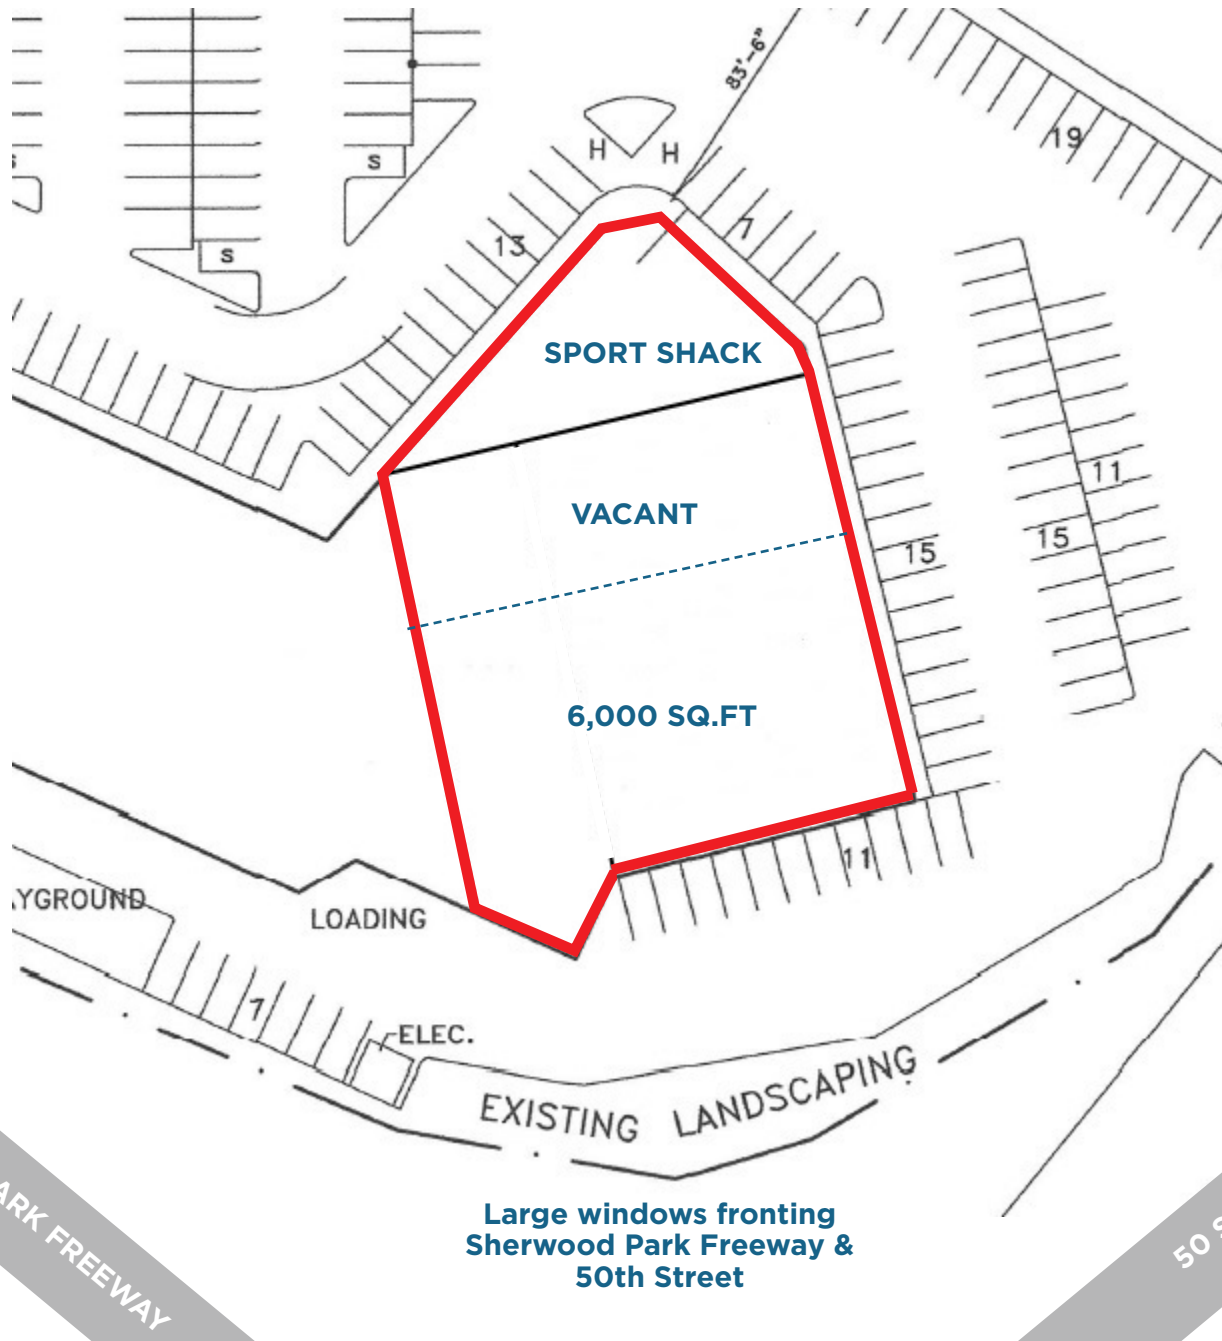 83'-6"
19
H
H
S
S
S
13
7
SPORT SHACK
VACANT
11
15
15
6,000 SQ.FT
11
YGROUND
LOADING
7
ELEC.
EXISTING LANDSCAPING
ARK FREEWAY
50 S
Large windows fronting
Sherwood Park Freeway &
50th Street